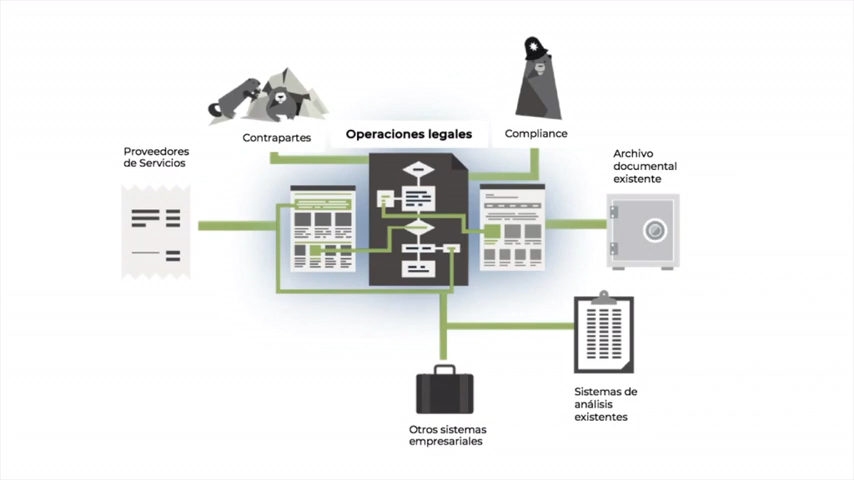 Contrapartes
Operaciones legales
Compliance
Proveedores
de Servicios
Archivo
documental
existente
Sistemas de
análisis
existentes
Otros sistemas
empresariales